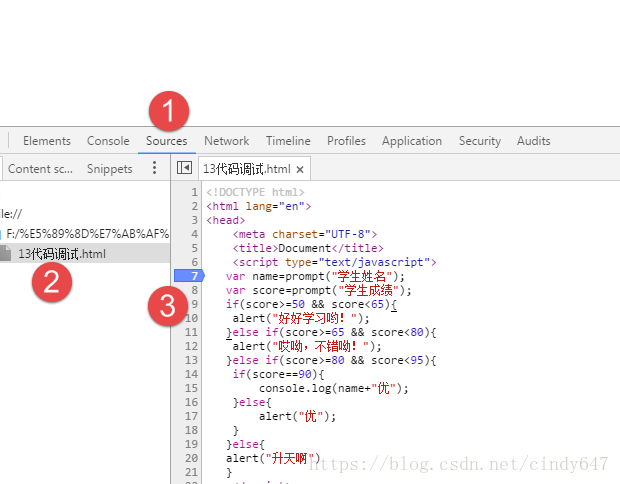 1
Elements Console Sources Network Timeline Profiles Application Security Audits
Content sc... Snippets
13代码调试.html ×
ile://
F:/%E5%89%8D%E7%AB%AF%
13代码调试.html
2
3
1 <!DOCTYPE html>
2 <html lang="en">
3 <head>
4 <meta charset="UTF-8">
5 <title>Document</title>
6 <script type="text/javascript">
7 var name=prompt("学生姓名");
8 var score=prompt("学生成绩");
9 if(score>=50 && score<65){
10 alert("好好学习哟! ");
11 }else if(score>=65 && score<80){
12 alert("哎呦，不错呦! ");
13 }else if(score>=80 && score<95){
14 if(score==90){
15 console.log(name+"优");
16 }else{
17 alert("优");
18 }
19 }else{
20 alert("升天啊")
21 }
22
https://blog.csdn.net/cindy647